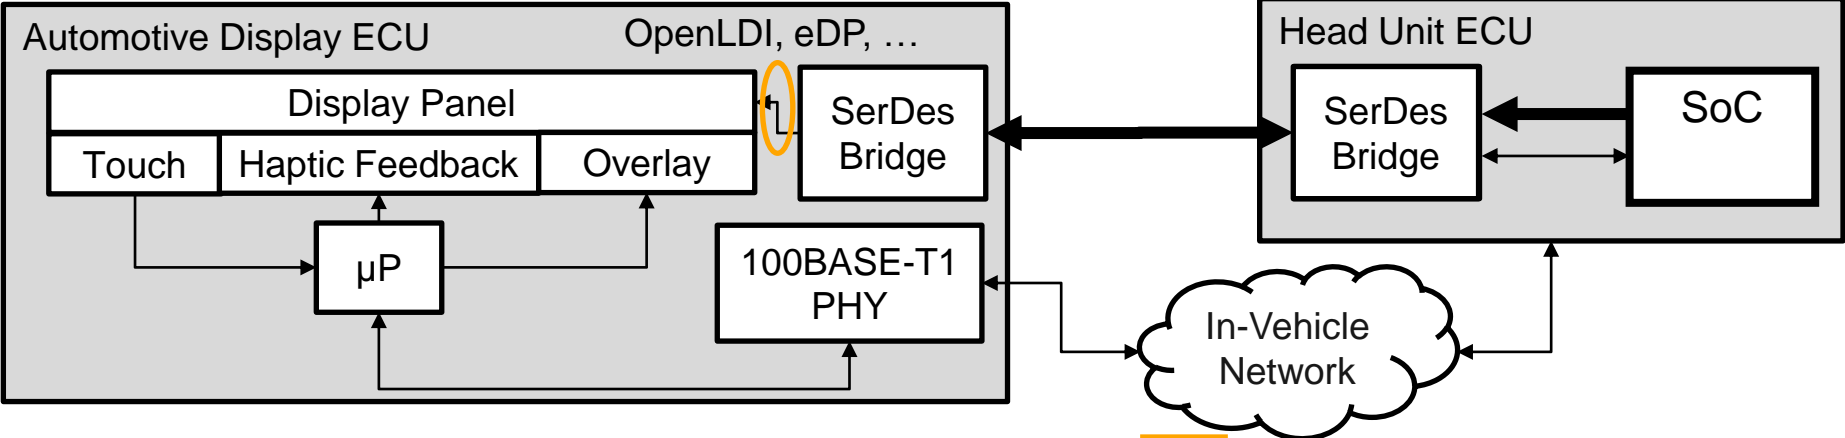 Automotive Display ECU
OpenLDI, eDP, …
Display Panel
Touch
Haptic Feedback
Overlay
SerDes
Bridge
µP
100BASE-T1
PHY
Head Unit ECU
SerDes
Bridge
SoC
In-Vehicle
Network